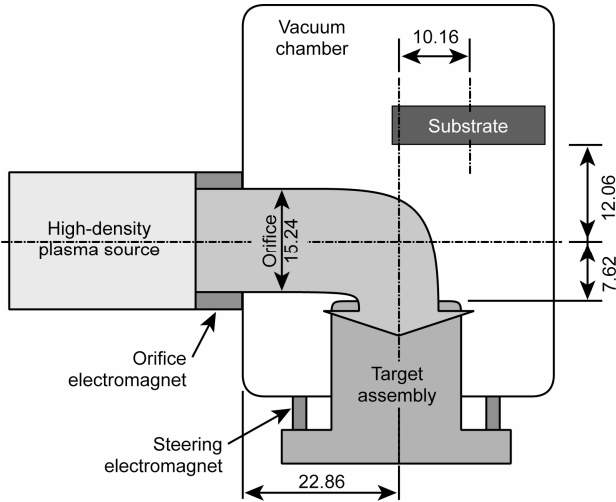 Vacuum
chamber
10.16
Substrate
12.06
High-density
plasma source
Orifice
15.24
7.62
Orifice
electromagnet
Target
assembly
Steering
electromagnet
22.86